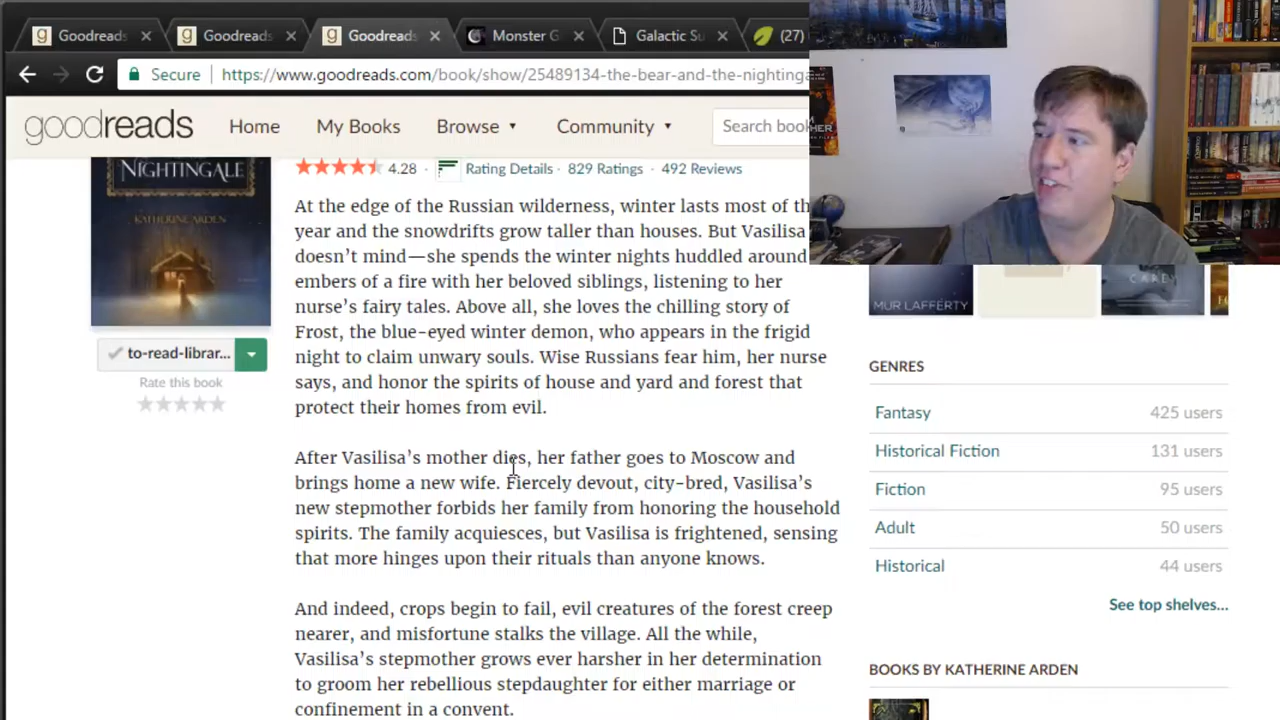 Goodreads
Goodreads
Goodreads
Monster G
Galactic Su
(27)
Secure
https://www.goodreads.com/book/show/25489134-the-bear-and-the-nightinga
goodreads
Home
My Books
Browse
Community
Search book
NIGHTINGALE
KATHERINE ARDEN
4.28 · Rating Details · 829 Ratings · 492 Reviews
At the edge of the Russian Wilderness, winter lasts most of th
year and the snowdrifts grow taller than houses. But Vasilisa
doesn't mind—she spends the winter nights huddled around
embers of a fire with her beloved siblings, listening to her
nurse's fairy tales. Above all, she loves the chilling story of
Frost, the blue-eyed winter demon, who appears in the frigid
night to claim unwary souls. Wise Russians fear him, her nurse
says, and honor the spirits of house and yard and forest that
protect their homes from evil.
After Vasilisa's mother dies, her father goes to Moscow and
brings home a new wife. Fiercely devout, city-bred, Vasilisa's
new stepmother forbids her family from honoring the household
spirits. The family acquiesces, but Vasilisa is frightened, sensing
that more hinges upon their rituals than anyone knows.
And indeed, crops begin to fail, evil creatures of the forest creep
nearer, and misfortune stalks the village. All the while,
Vasilisa's stepmother grows ever harsher in her determination
to groom her rebellious stepdaughter for either marriage or
confinement in a convent.
to-read-librar...
Rate this book
MUR LAFFERTY
CAREY
GENRES
Fantasy 425 users
Historical Fiction 131 users
Fiction 95 users
Adult 50 users
Historical 44 users
See top shelves...
BOOKS BY KATHERINE ARDEN